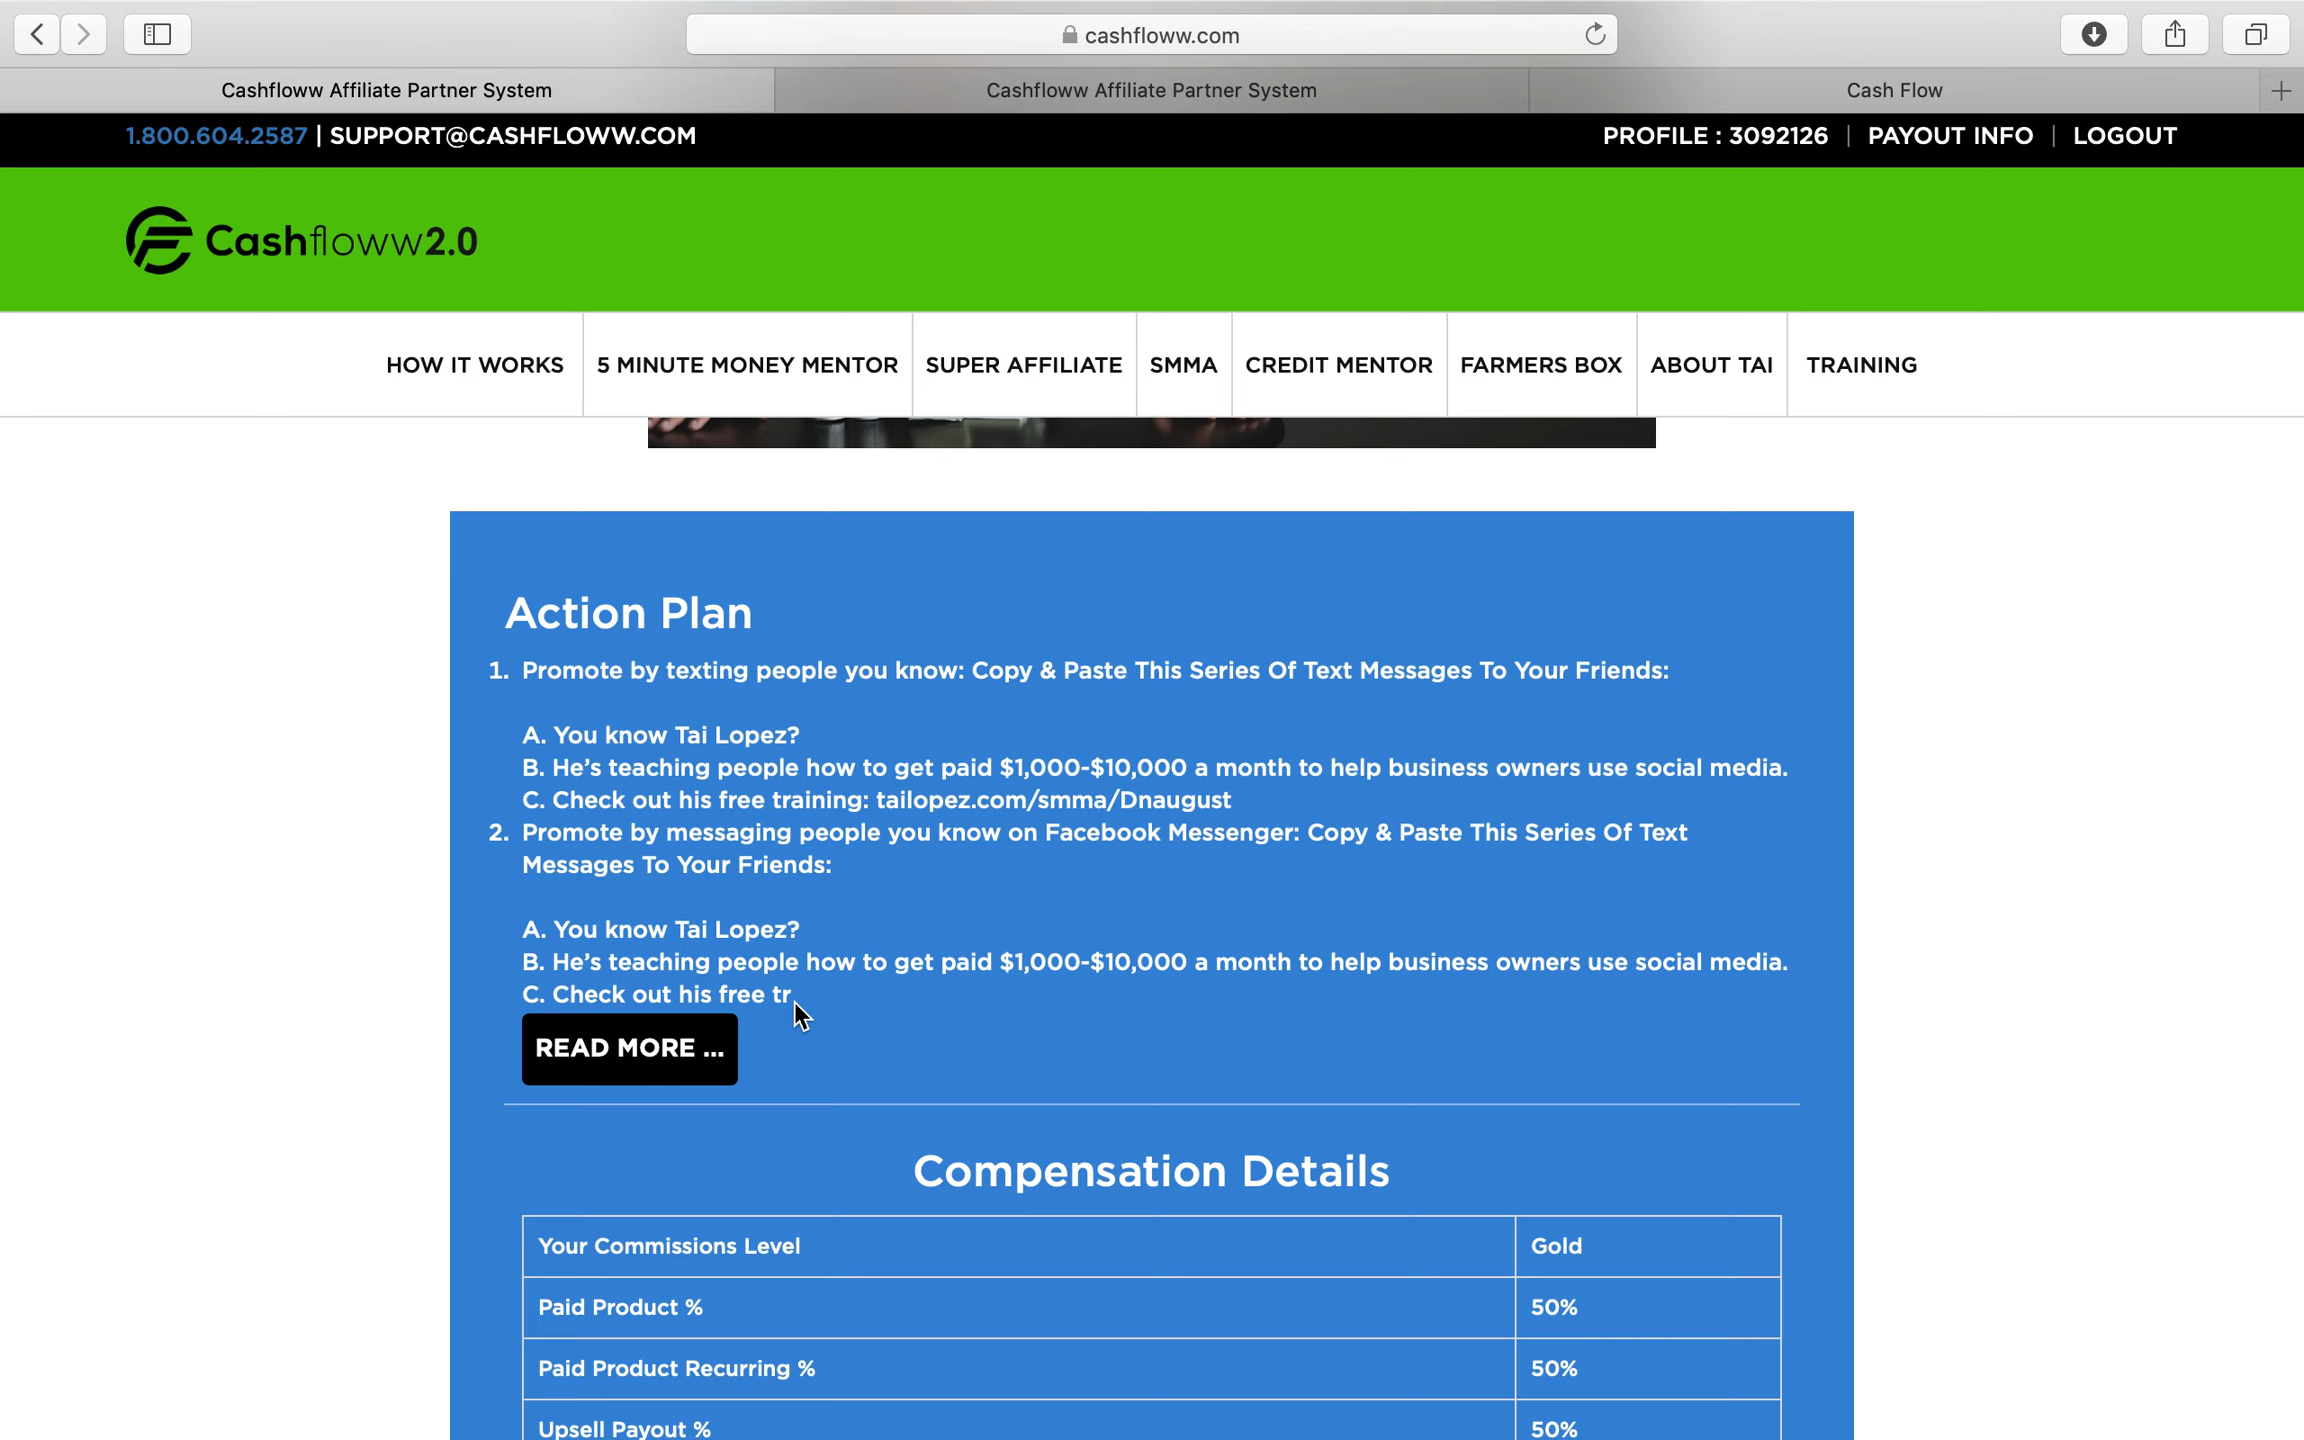 cashfloww.com
Cashfloww Affiliate Partner System
Cashfloww Affiliate Partner System
Cash Flow
1.800.604.2587 | SUPPORT@CASHFLOWW.COM
PROFILE : 3092126 | PAYOUT INFO | LOGOUT
Cashfloww2.0
HOW IT WORKS
5 MINUTE MONEY MENTOR
SUPER AFFILIATE
SMMA
CREDIT MENTOR
FARMERS BOX
ABOUT TAI
TRAINING
Action Plan
1. Promote by texting people you know: Copy & Paste This Series Of Text Messages To Your Friends:
A. You know Tai Lopez?
B. He’s teaching people how to get paid $1,000-$10,000 a month to help business owners use social media.
C. Check out his free training: tailopez.com/smma/Dnaugust
2. Promote by messaging people you know on Facebook Messenger: Copy & Paste This Series Of Text
Messages To Your Friends:
A. You know Tai Lopez?
B. He’s teaching people how to get paid $1,000-$10,000 a month to help business owners use social media.
C. Check out his free tr
READ MORE ...
Compensation Details
Your Commissions Level Gold
Paid Product % 50%
Paid Product Recurring % 50%
Upsell Payout % 50%